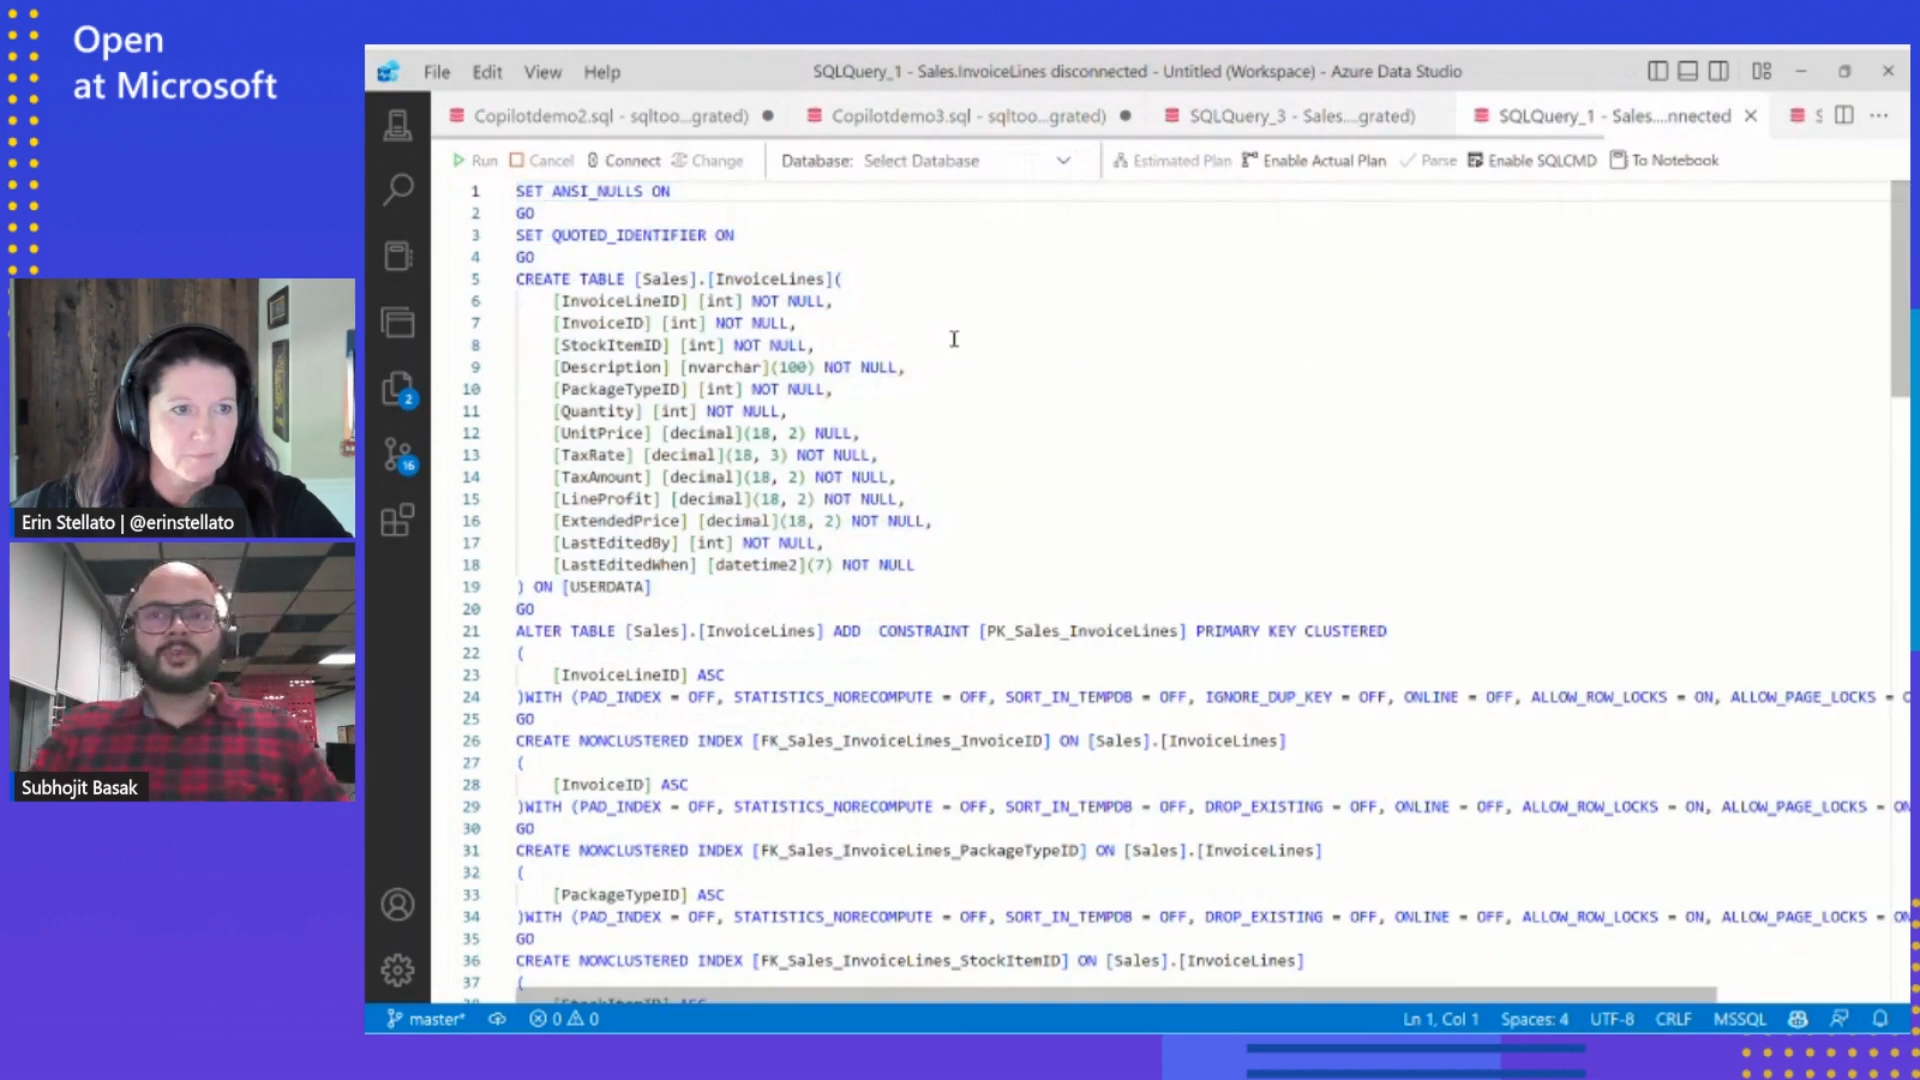 Open
at Microsoft
File Edit View Help
SQLQuery_1 - Sales.InvoiceLines disconnected - Untitled (Workspace) - Azure Data Studio
Copilotdemo2.sql - sqltoo...grated)
Copilotdemo3.sql - sqltoo...grated)
SQLQuery_3 - Sales....grated)
SQLQuery_1 - Sales....nnected
S
Run Cancel Connect Change Database: Select Database Estimated Plan Enable Actual Plan Parse Enable SQLCMD To Notebook
1 SET ANSI_NULLS ON
2 GO
3 SET QUOTED_IDENTIFIER ON
4 GO
5 CREATE TABLE [Sales].[InvoiceLines](
6 [InvoiceLineID] [int] NOT NULL,
7 [InvoiceID] [int] NOT NULL,
8 [StockItemID] [int] NOT NULL,
9 [Description] [nvarchar](100) NOT NULL,
10 [PackageTypeID] [int] NOT NULL,
11 [Quantity] [int] NOT NULL,
12 [UnitPrice] [decimal](18, 2) NULL,
13 [TaxRate] [decimal](18, 3) NOT NULL,
14 [TaxAmount] [decimal](18, 2) NOT NULL,
15 [LineProfit] [decimal](18, 2) NOT NULL,
16 [ExtendedPrice] [decimal](18, 2) NOT NULL,
17 [LastEditedBy] [int] NOT NULL,
18 [LastEditedWhen] [datetime2](7) NOT NULL
19 ) ON [USERDATA]
20 GO
21 ALTER TABLE [Sales].[InvoiceLines] ADD CONSTRAINT [PK_Sales_InvoiceLines] PRIMARY KEY CLUSTERED
22 (
23 [InvoiceLineID] ASC
24 )WITH (PAD_INDEX = OFF, STATISTICS_NORECOMPUTE = OFF, SORT_IN_TEMPDB = OFF, IGNORE_DUP_KEY = OFF, ONLINE = OFF, ALLOW_ROW_LOCKS = ON, ALLOW_PAGE_LOCKS =
25 GO
26 CREATE NONCLUSTERED INDEX [FK_Sales_InvoiceLines_InvoiceID] ON [Sales].[InvoiceLines]
27 (
28 [InvoiceID] ASC
29 )WITH (PAD_INDEX = OFF, STATISTICS_NORECOMPUTE = OFF, SORT_IN_TEMPDB = OFF, DROP_EXISTING = OFF, ONLINE = OFF, ALLOW_ROW_LOCKS = ON, ALLOW_PAGE_LOCKS = ON
30 GO
31 CREATE NONCLUSTERED INDEX [FK_Sales_InvoiceLines_PackageTypeID] ON [Sales].[InvoiceLines]
32 (
33 [PackageTypeID] ASC
34 )WITH (PAD_INDEX = OFF, STATISTICS_NORECOMPUTE = OFF, SORT_IN_TEMPDB = OFF, DROP_EXISTING = OFF, ONLINE = OFF, ALLOW_ROW_LOCKS = ON, ALLOW_PAGE_LOCKS = ON
35 GO
36 CREATE NONCLUSTERED INDEX [FK_Sales_InvoiceLines_StockItemID] ON [Sales].[InvoiceLines]
37 (
2
16
Erin Stellato | @erinstellato
Subhojit Basak
master* 0 0
Ln 1, Col 1 Spaces: 4 UTF-8 CRLF MSSQL